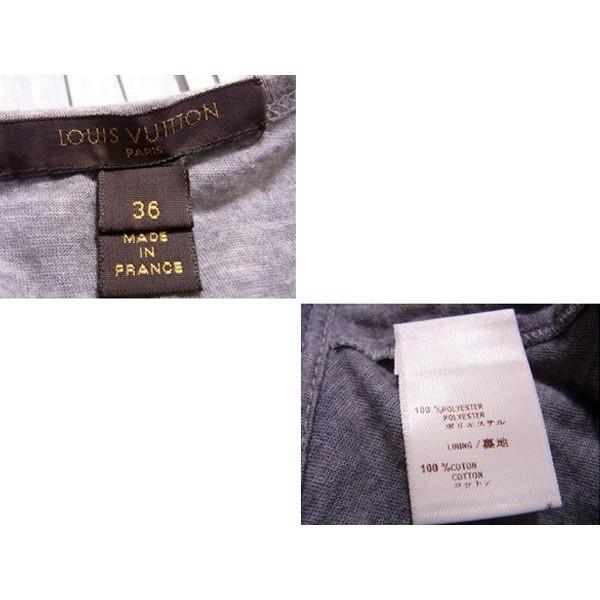 LOUIS VUITTON
PARIS
36
MADE
IN
FRANCE
100 %POLYESTER
POLYESTER
ポリエステル
LINING / 裏地
100 %COTON
COTTON
コットン